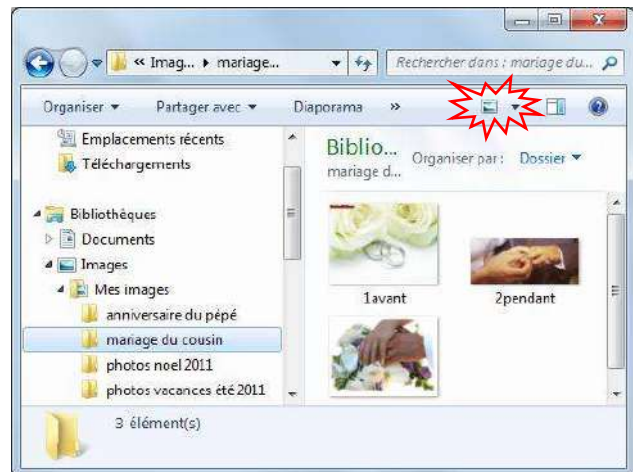 « Imag... ▸ mariage...
Rechercher dans : mariage du...
Organiser ▾ Partager avec ▾ Diaporama »
Emplacements récents
Téléchargements
Bibliothèques
Documents
Images
Mes images
anniversaire du pépé
mariage du cousin
photos noel 2011
photos vacances été 2011
Biblio...
mariage d...
Organiser par : Dossier ▾
1avant
2pendant
3 élément(s)